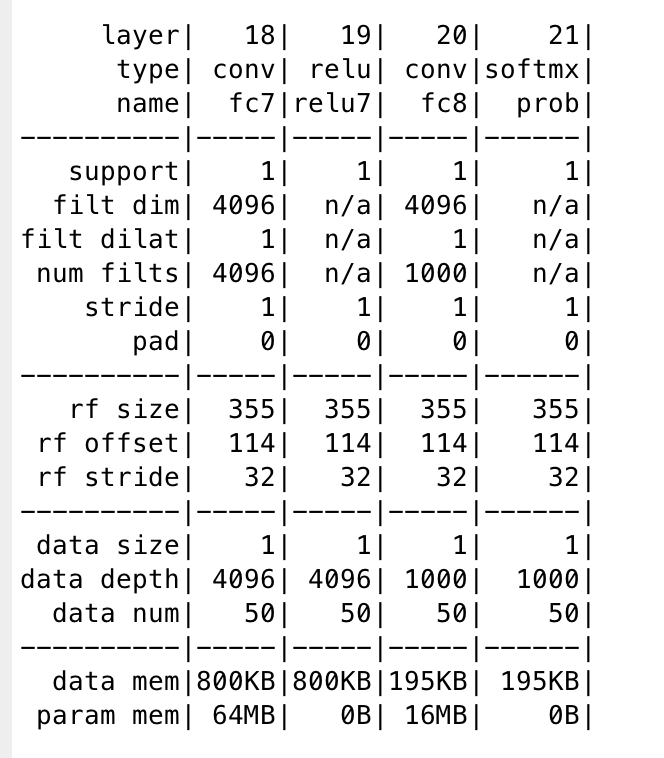 layer|   18|   19|   20|    21|
type| conv| relu| conv|softmx|
name|  fc7|relu7|  fc8|  prob|
----------|-----|-----|-----|------|
support|    1|    1|    1|     1|
filt dim| 4096|  n/a| 4096|   n/a|
filt dilat|    1|  n/a|    1|   n/a|
num filts| 4096|  n/a| 1000|   n/a|
stride|    1|    1|    1|     1|
pad|    0|    0|    0|     0|
----------|-----|-----|-----|------|
rf size|  355|  355|  355|   355|
rf offset|  114|  114|  114|   114|
rf stride|   32|   32|   32|    32|
----------|-----|-----|-----|------|
data size|    1|    1|    1|     1|
data depth| 4096| 4096| 1000|  1000|
data num|   50|   50|   50|    50|
----------|-----|-----|-----|------|
data mem|800KB|800KB|195KB| 195KB|
param mem| 64MB|   0B| 16MB|    0B|